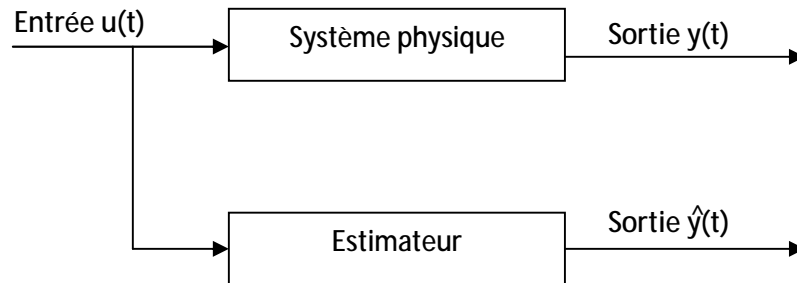 Entrée u(t)
Système physique
Sortie y(t)
Estimateur
Sortie ŷ(t)